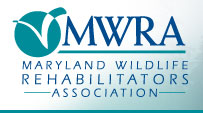 MWRA
MARYLAND WILDLIFE
REHABILITATORS
ASSOCIATION